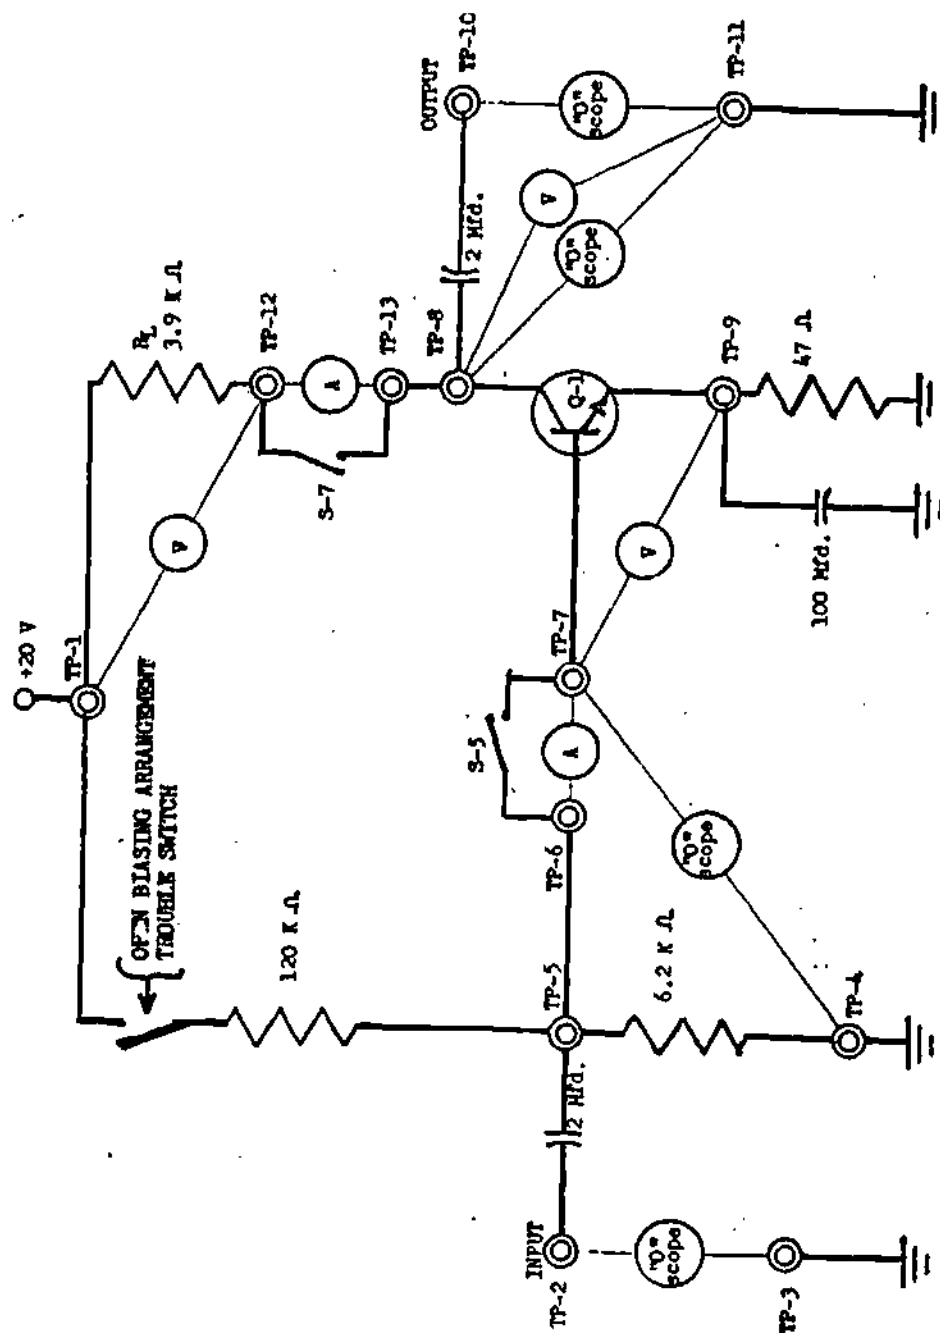 +20 V
TP-1
OPEN BIASING ARRANGEMENT
TROUBLE SWITCH
120 K Ω
V
RL
3.9 K Ω
TP-12
A
S-7
TP-13
TP-8
OUTPUT
TP-10
2 Mfd.
"O"
scope
V
"O"
scope
TP-11
INPUT
TP-2
2 Mfd.
TP-5
TP-6
S-5
A
TP-7
Q-1
V
TP-9
47 Ω
100 Mfd.
"O"
scope
6.2 K Ω
TP-4
"O"
scope
TP-3